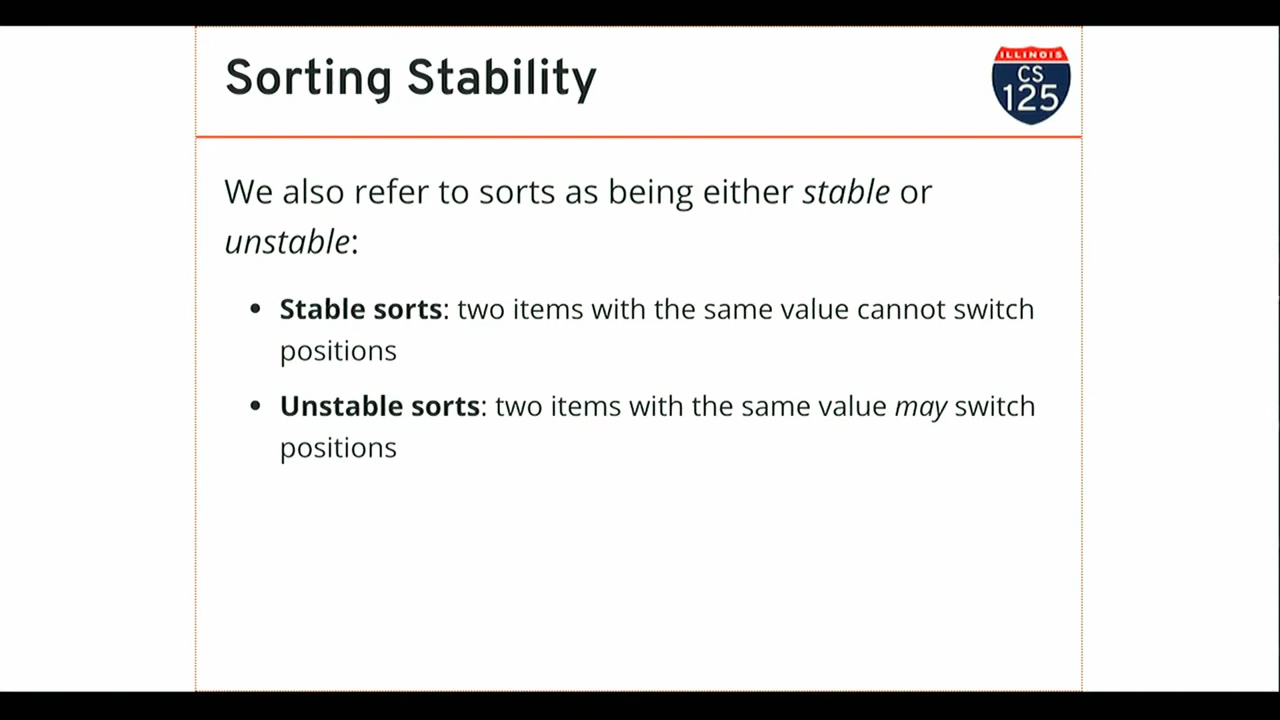 Sorting Stability
ILLINOIS
CS
125
We also refer to sorts as being either stable or
unstable:
• Stable sorts: two items with the same value cannot switch
positions
• Unstable sorts: two items with the same value may switch
positions